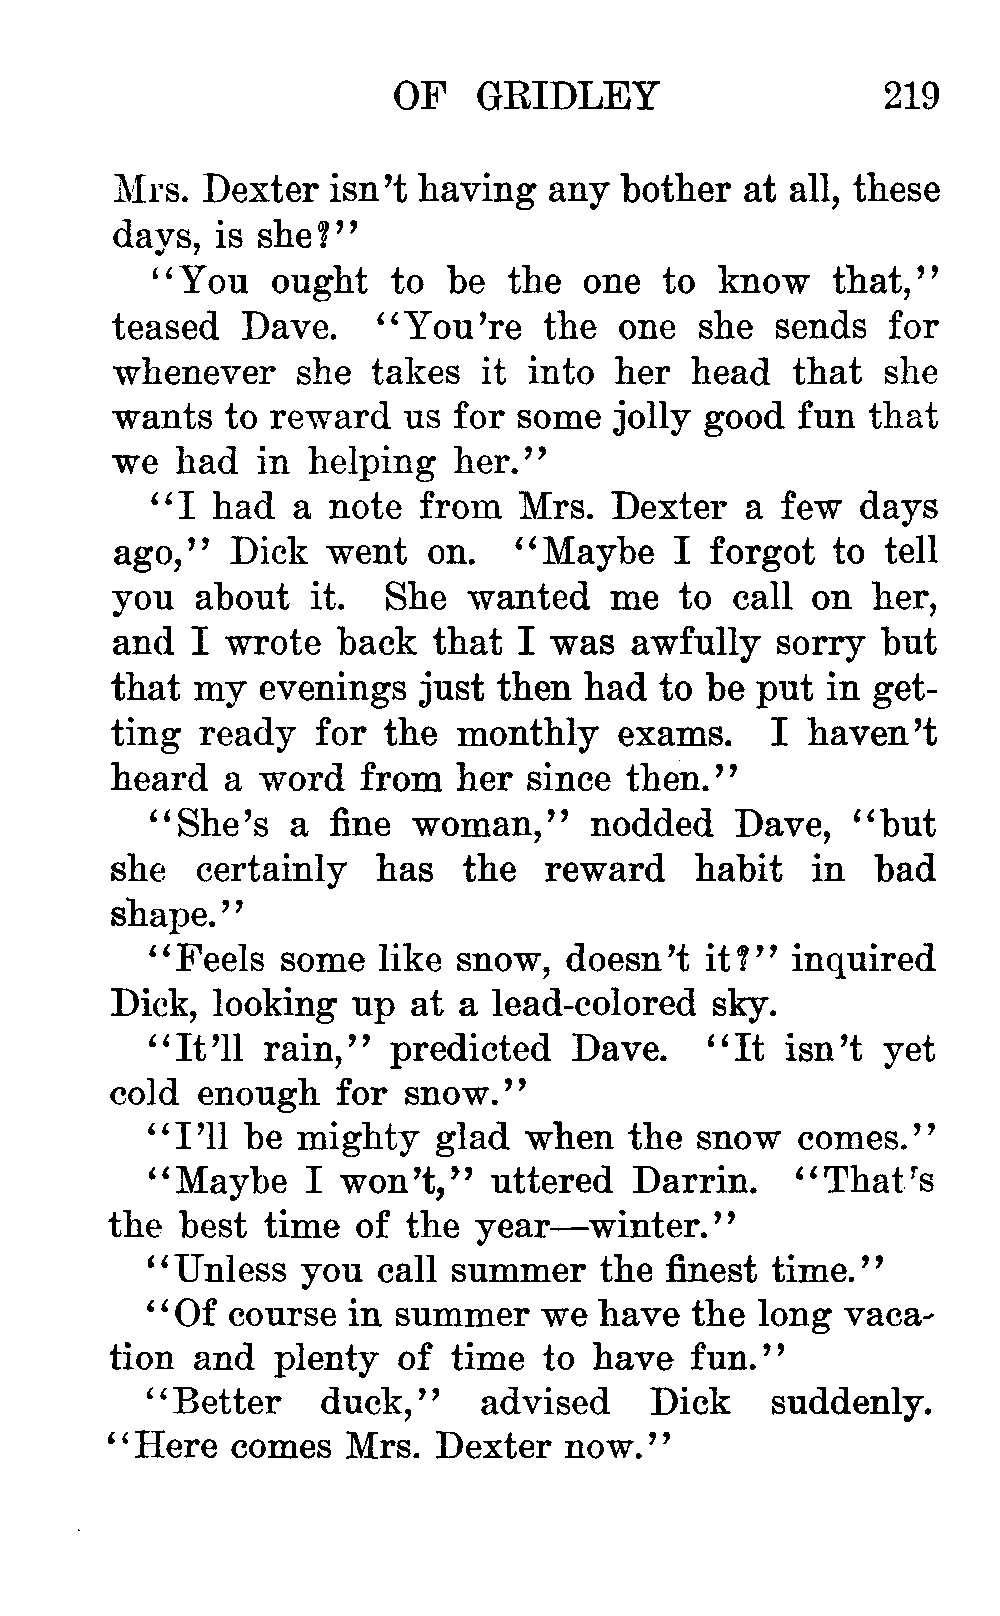 OF GRIDLEY 219
Mrs. Dexter isn't having any bother at all, these
days, is she?"
"You ought to be the one to know that,"
teased Dave. "You're the one she sends for
whenever she takes it into her head that she
wants to reward us for some jolly good fun that
we had in helping her."
"I had a note from Mrs. Dexter a few days
ago," Dick went on. "Maybe I forgot to tell
you about it. She wanted me to call on her,
and I wrote back that I was awfully sorry but
that my evenings just then had to be put in get-
ting ready for the monthly exams. I haven't
heard a word from her since then."
"She's a fine woman," nodded Dave, "but
she certainly has the reward habit in bad
shape."
"Feels some like snow, doesn't it?" inquired
Dick, looking up at a lead-colored sky.
"It'll rain," predicted Dave. "It isn't yet
cold enough for snow."
"I'll be mighty glad when the snow comes."
"Maybe I won't," uttered Darrin. "That's
the best time of the year—winter."
"Unless you call summer the finest time."
"Of course in summer we have the long vaca-
tion and plenty of time to have fun."
"Better duck," advised Dick suddenly.
"Here comes Mrs. Dexter now."